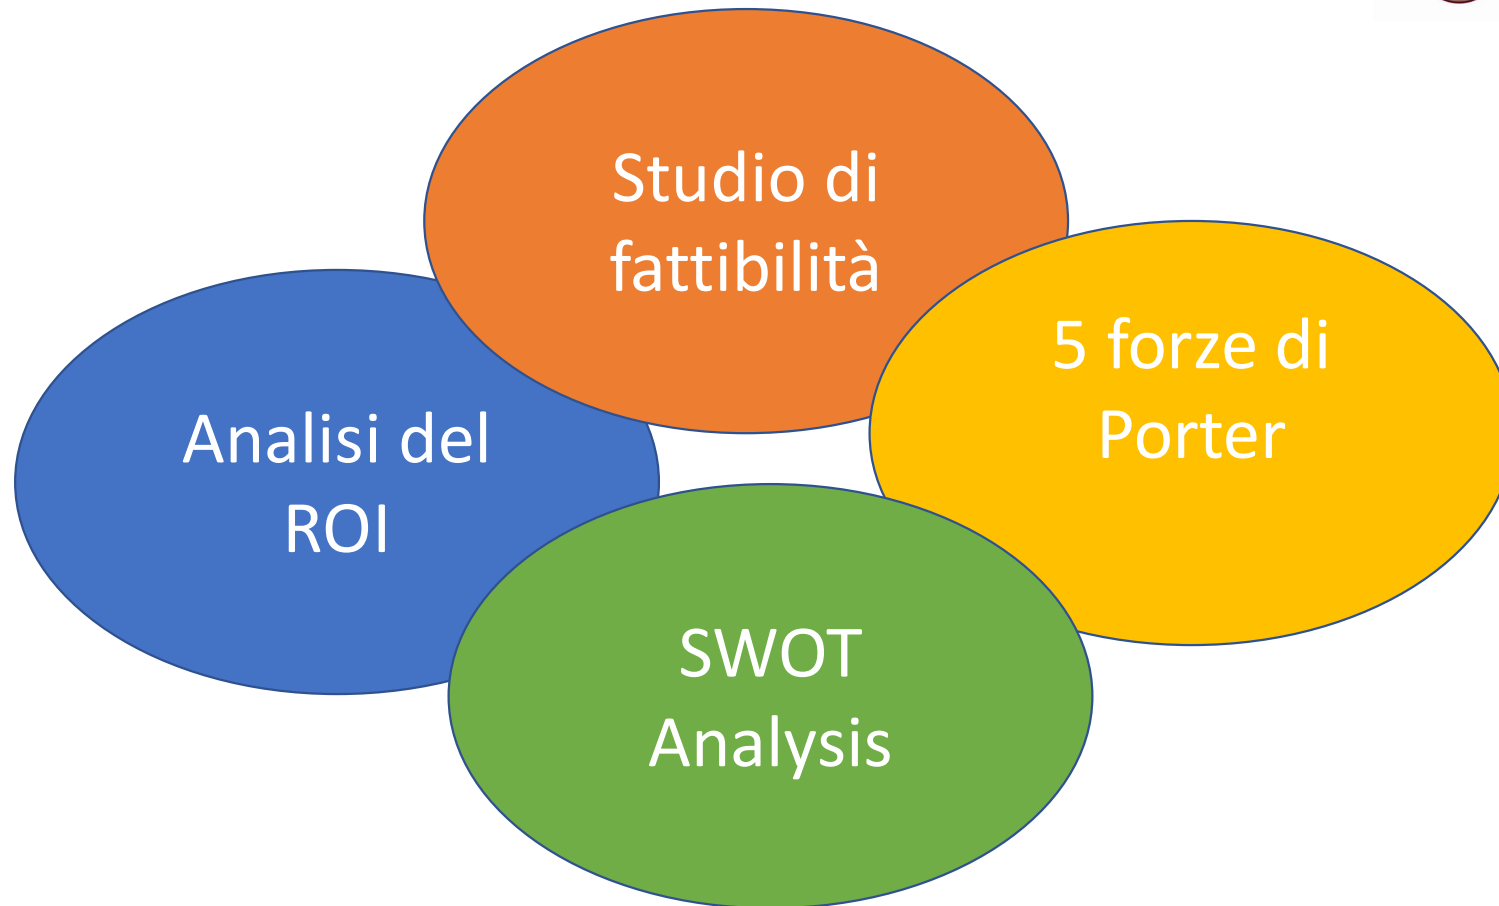 Studio di
fattibilità
5 forze di
Porter
Analisi del
ROI
SWOT
Analysis